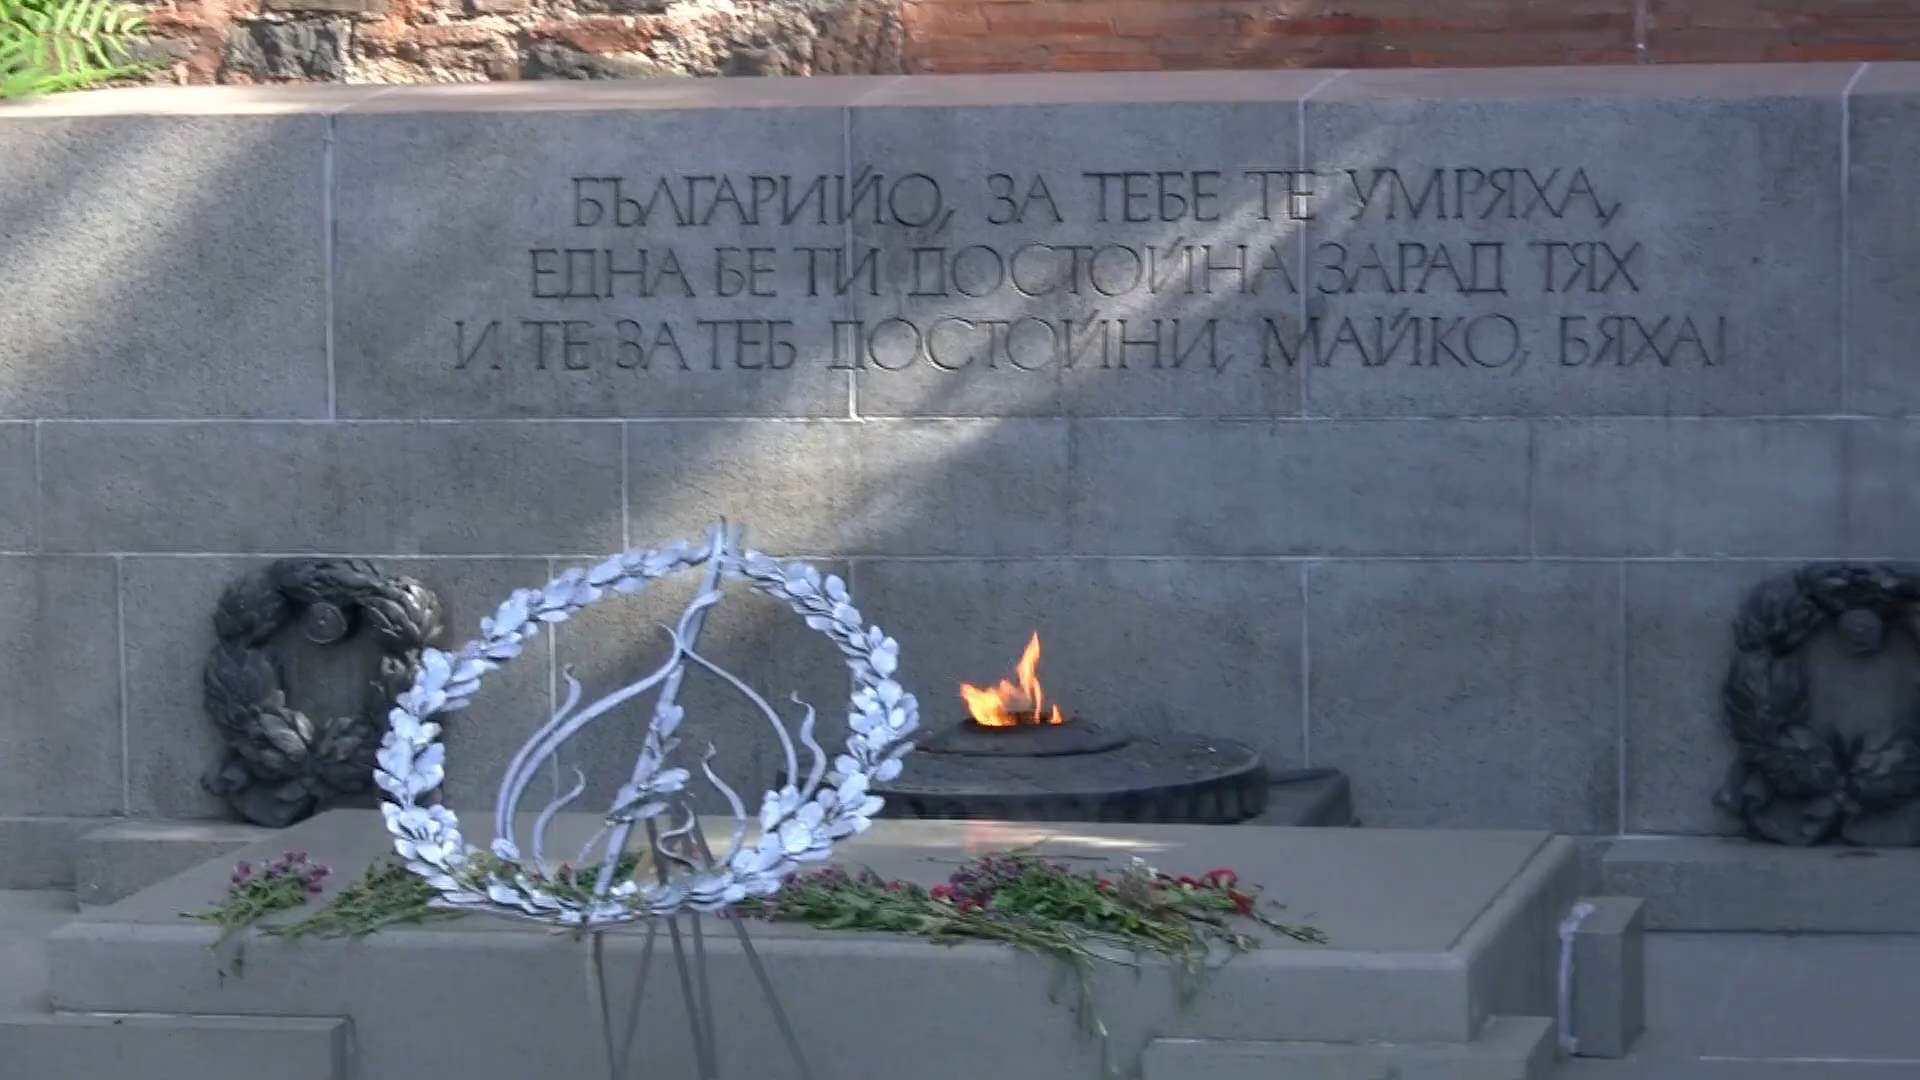 БЪЛГАРИЙО, ЗА ТЕБЕ ТЕ УМРЯХА,
ЕДНА БЕ ТИ ДОСТОЙНА ЗАРАД ТЯХ
И ТЕ ЗА ТЕБ ДОСТОЙНИ, МАЙКО, БЯХА!